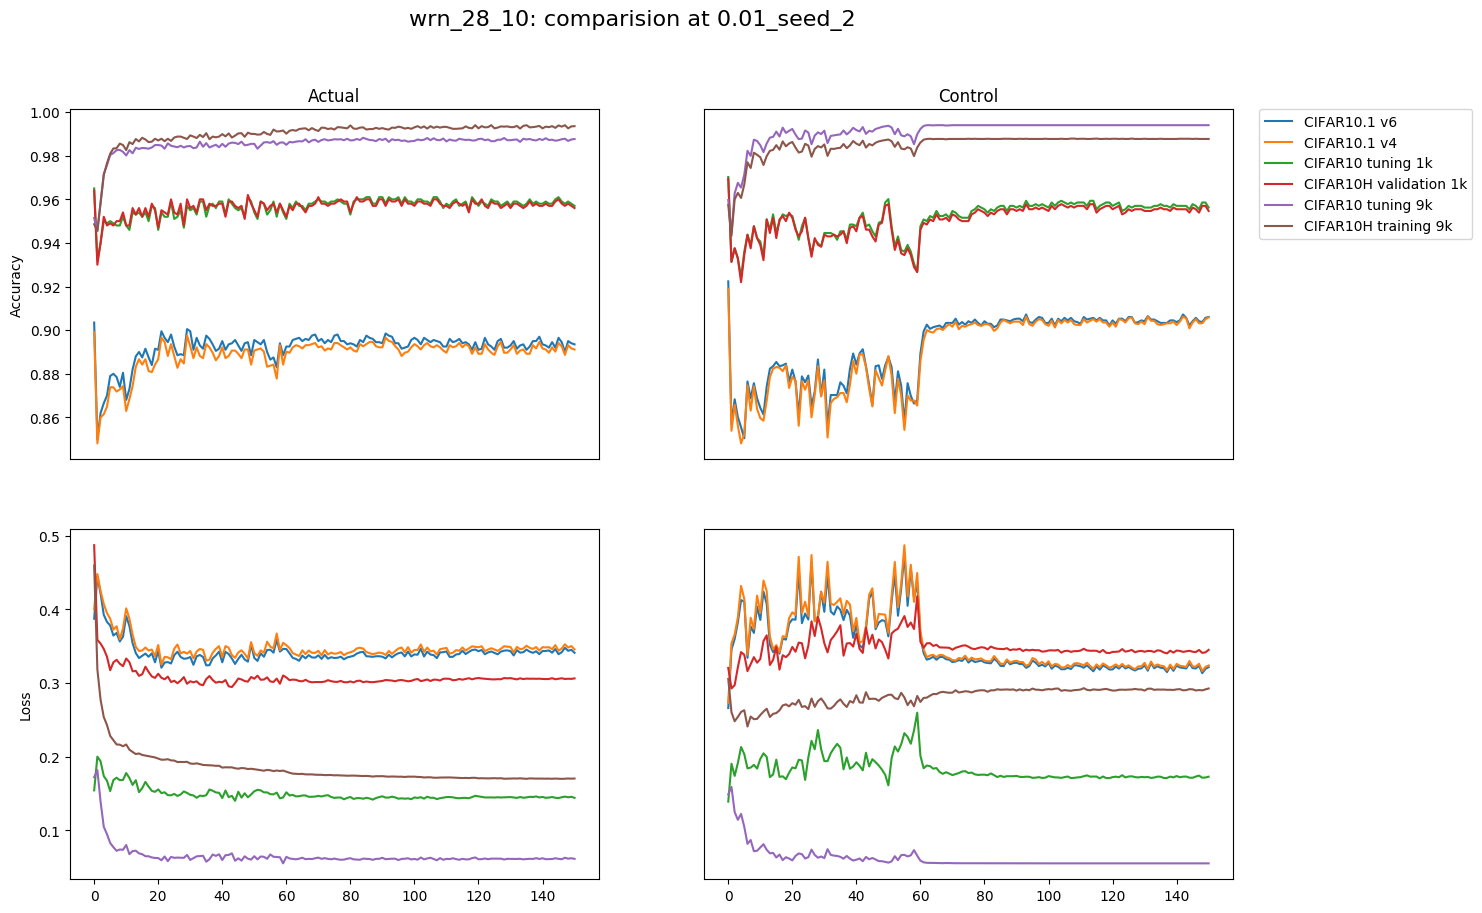 wrn_28_10: comparision at 0.01_seed_2
Actual
Control
1.00
0.98
0.96
0.94
0.92
0.90
0.88
0.86
Accuracy
CIFAR10.1 v6
CIFAR10.1 v4
CIFAR10 tuning 1k
CIFAR10H validation 1k
CIFAR10 tuning 9k
CIFAR10H training 9k
0.5
0.4
0.3
0.2
0.1
Loss
0 20 40 60 80 100 120 140
0 20 40 60 80 100 120 140